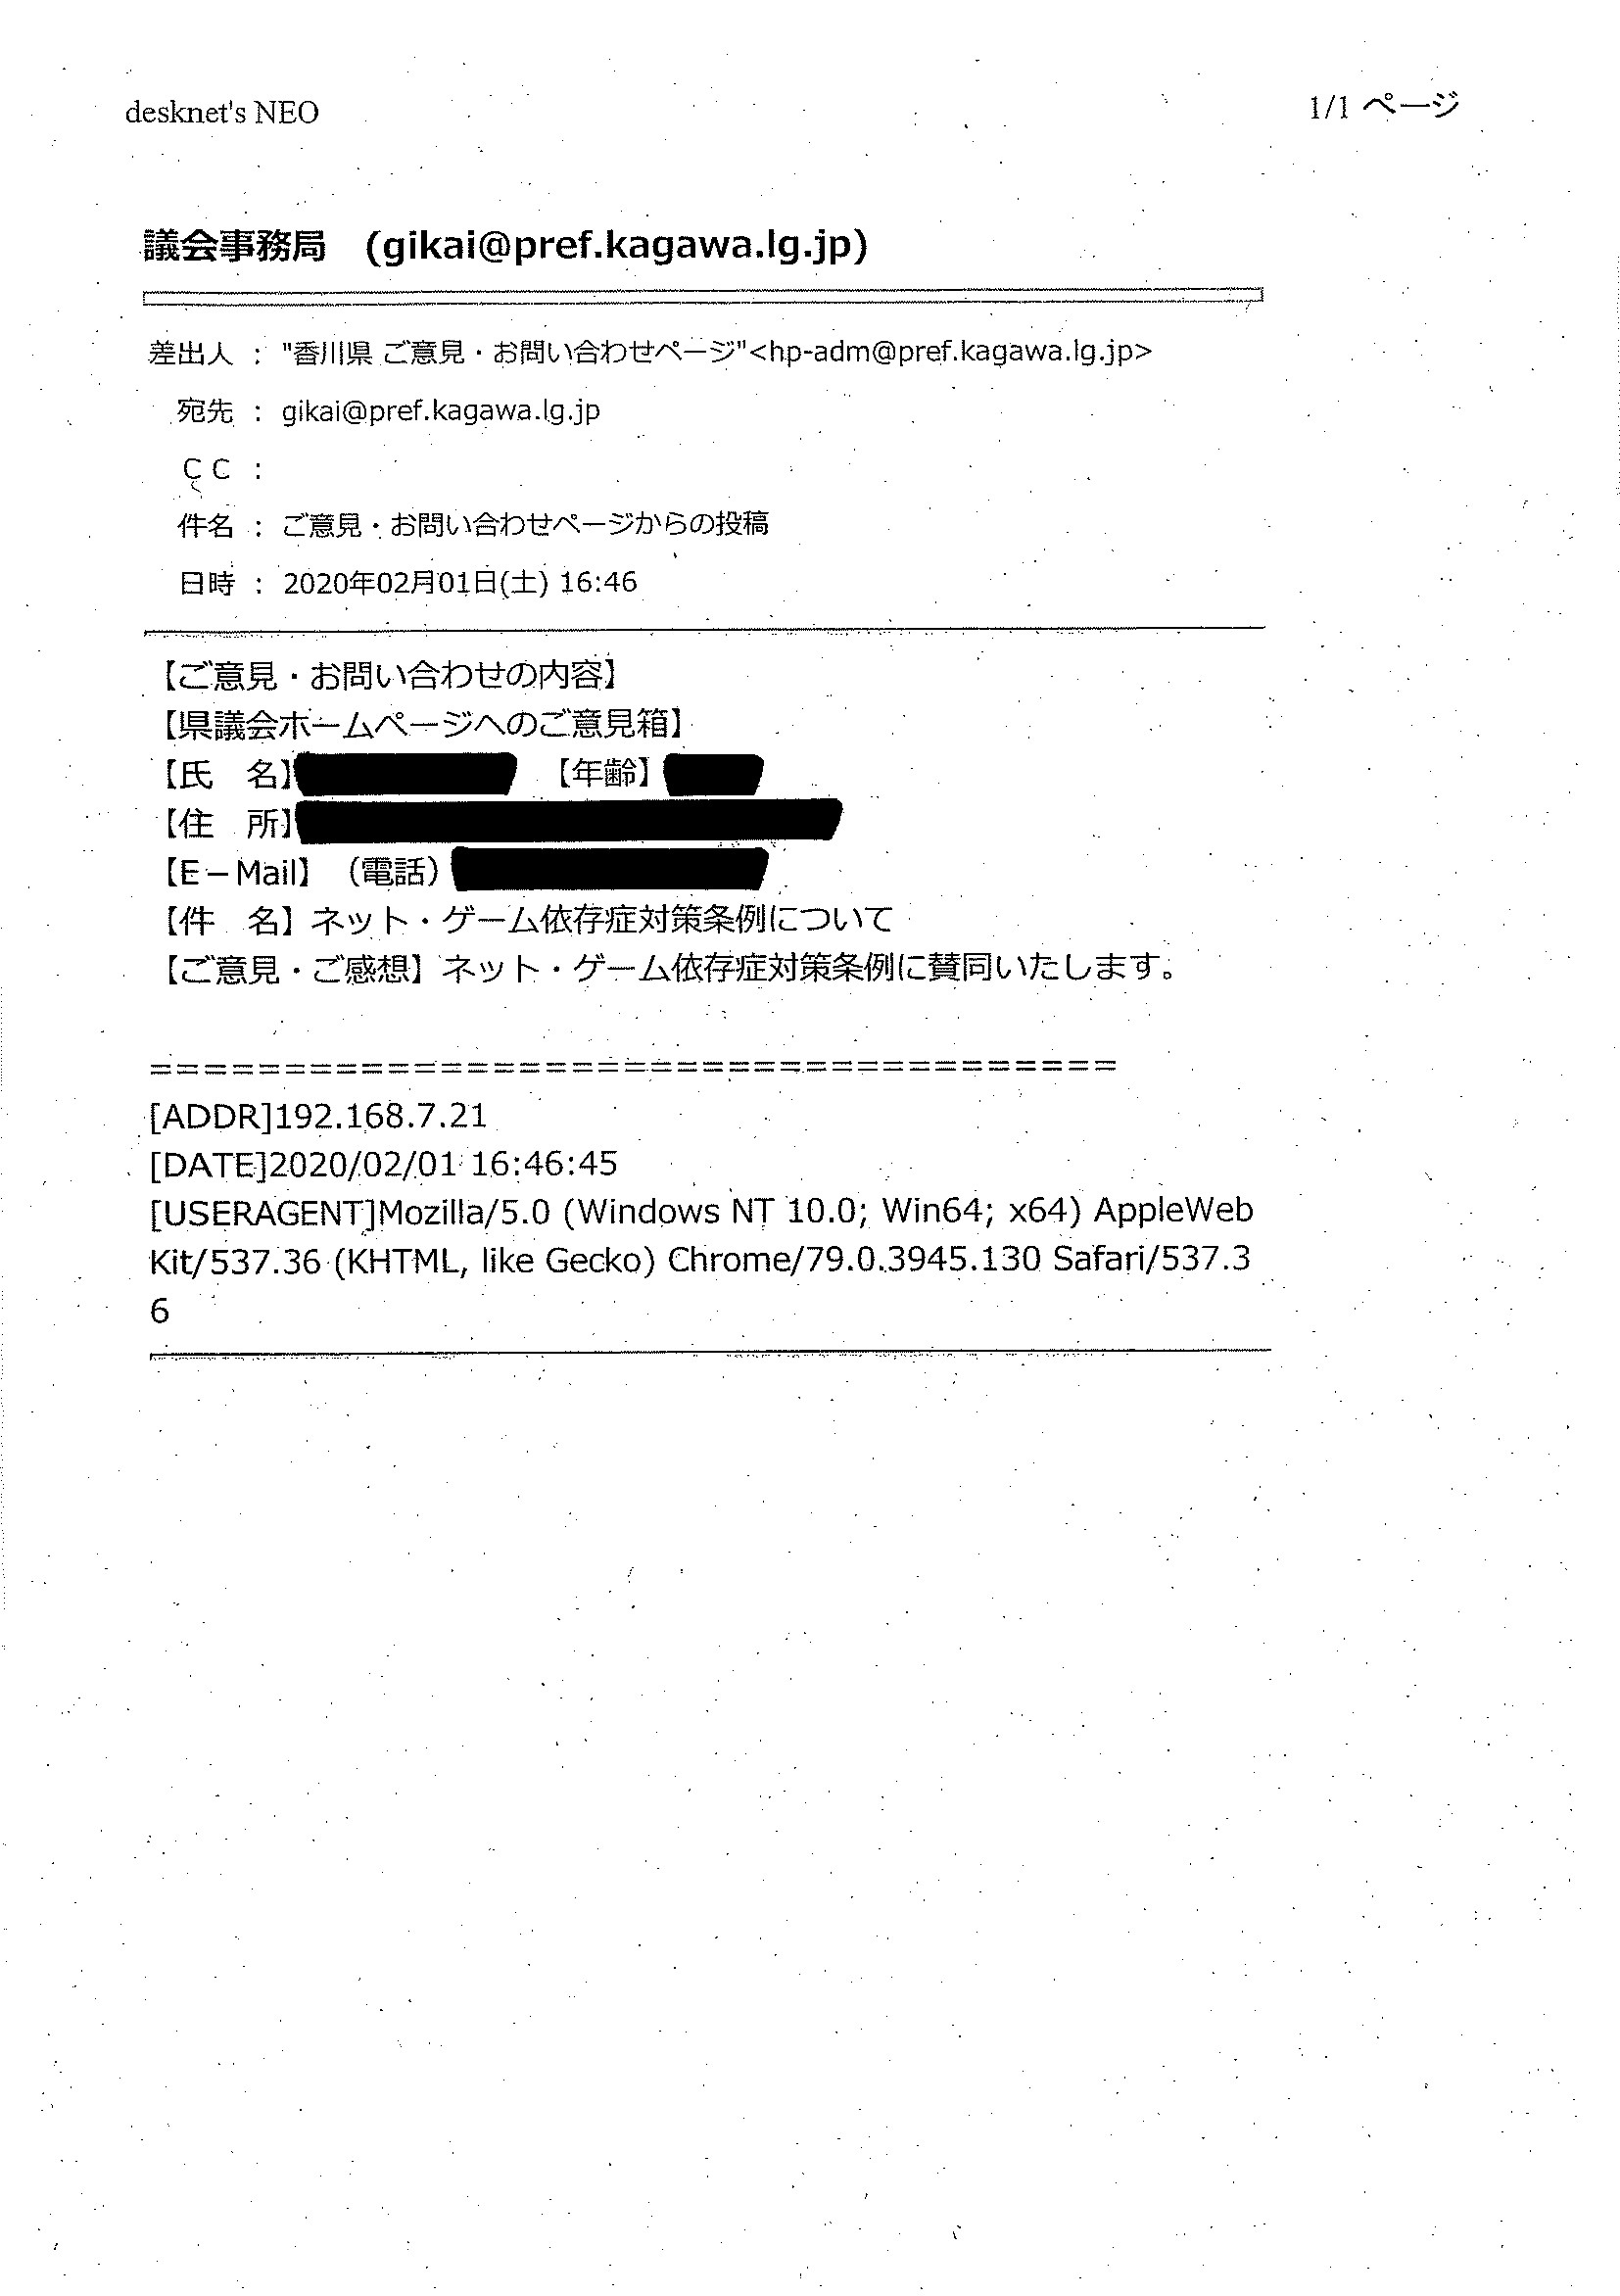 desknet's NEO
1/1 ページ
議会事務局　(gikai@pref.kagawa.lg.jp)
差出人 : "香川県 ご意見・お問い合わせページ"<hp-adm@pref.kagawa.lg.jp>
宛先 : gikai@pref.kagawa.lg.jp
ＣＣ :
件名 : ご意見・お問い合わせページからの投稿
日時 : 2020年02月01日(土) 16:46
【ご意見・お問い合わせの内容】
【県議会ホームページへのご意見箱】
【氏　名】　【年齢】
【住　所】
【E－Mail】（電話）
【件　名】ネット・ゲーム依存症対策条例について
【ご意見・ご感想】ネット・ゲーム依存症対策条例に賛同いたします。
=====================================
[ADDR]192.168.7.21
[DATE]2020/02/01 16:46:45
[USERAGENT]Mozilla/5.0 (Windows NT 10.0; Win64; x64) AppleWeb
Kit/537.36 (KHTML, like Gecko) Chrome/79.0.3945.130 Safari/537.3
6